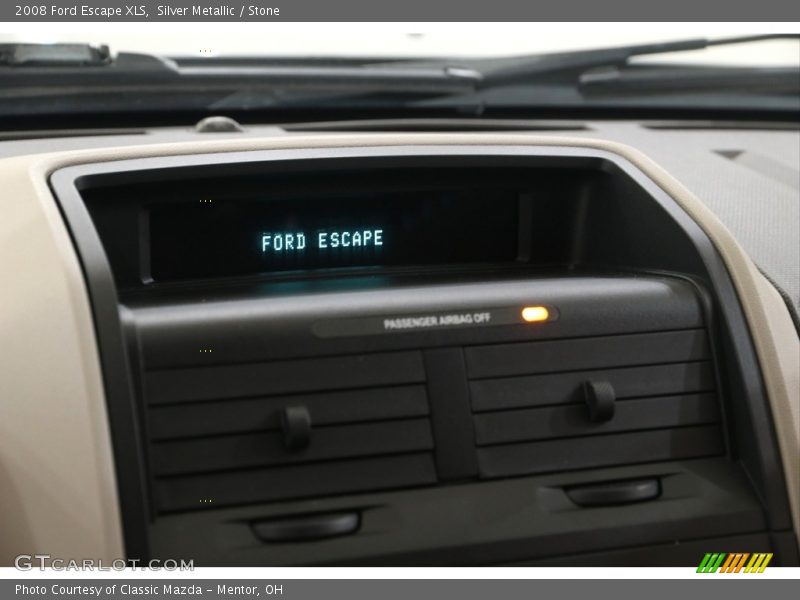 2008 Ford Escape XLS,  Silver Metallic / Stone
FORD ESCAPE
PASSENGER AIRBAG OFF
GTCARLOT.COM
Photo Courtesy of Classic Mazda - Mentor, OH